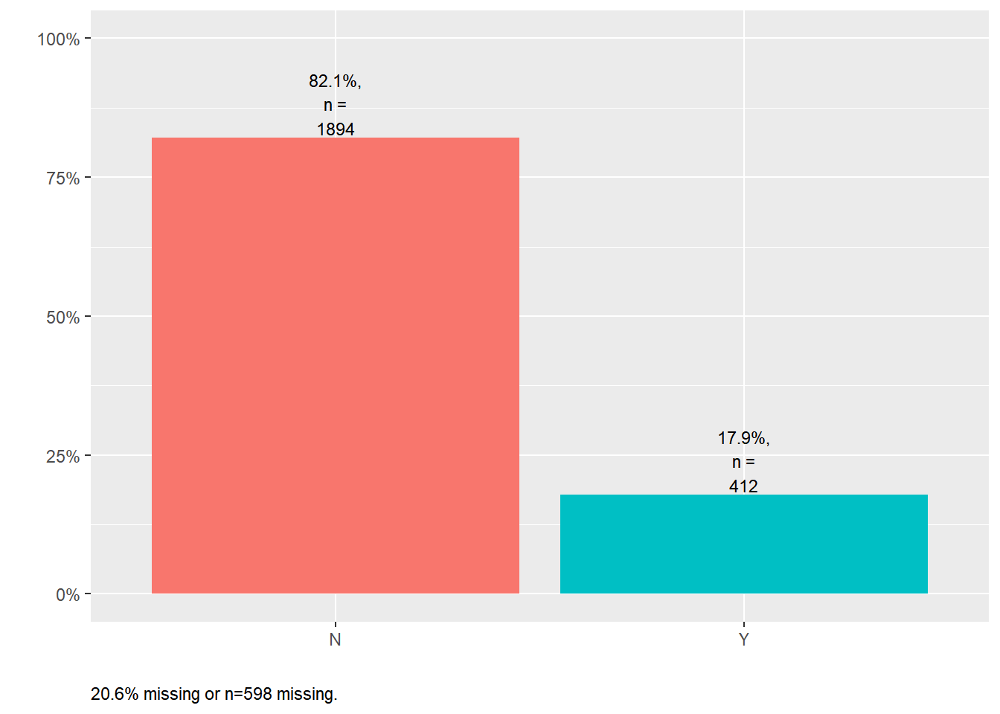 100%
82.1%,
n =
1894
75%
50%
17.9%,
n =
412
25%
0%
N
Y
20.6% missing or n=598 missing.